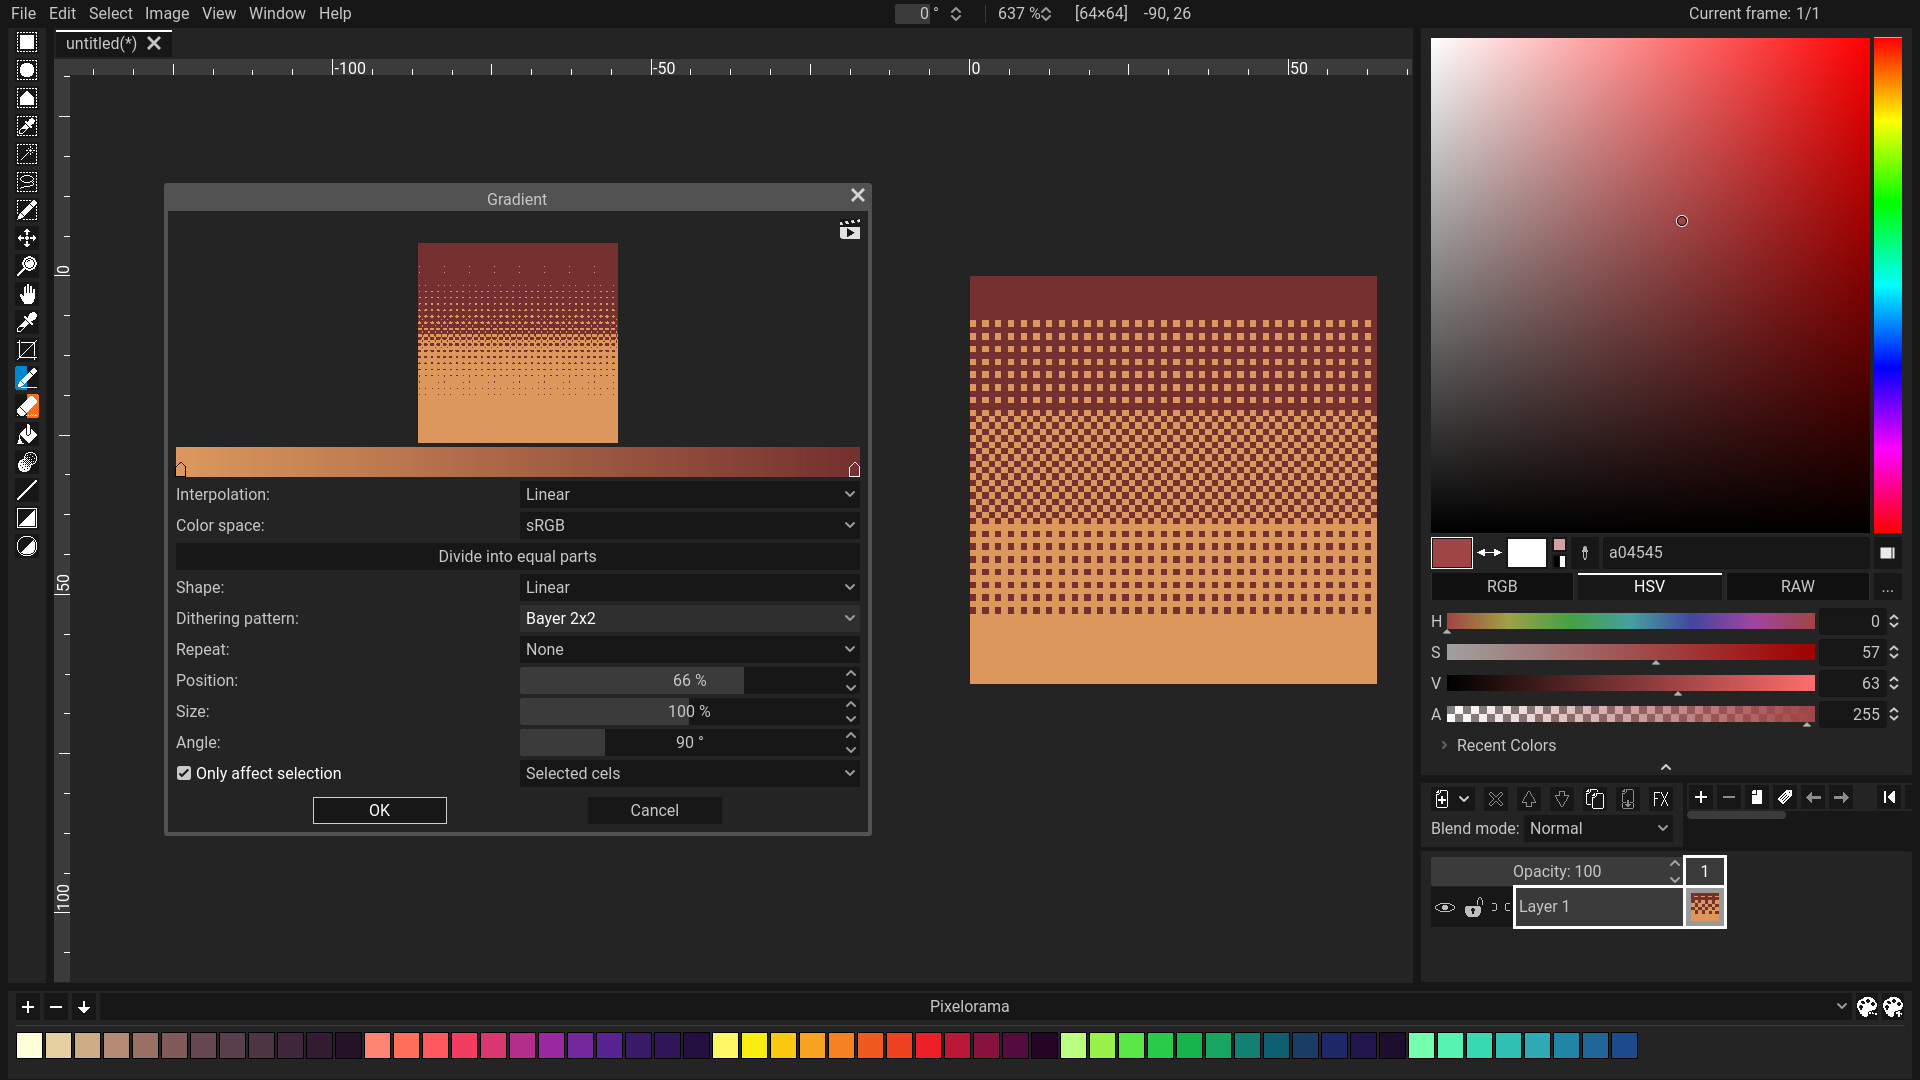 File Edit Select Image View Window Help
0 °
637 %
[64×64] -90, 26
Current frame: 1/1
untitled(*)
-100 -50 0 50
0
50
100
Gradient
Interpolation: Linear
Color space: sRGB
Divide into equal parts
Shape: Linear
Dithering pattern: Bayer 2x2
Repeat: None
Position: 66 %
Size: 100 %
Angle: 90 °
Only affect selection Selected cels
OK Cancel
a04545
RGB HSV RAW ...
H 0
S 57
V 63
A 255
Recent Colors
FX
Blend mode: Normal
Opacity: 100 1
Layer 1
Pixelorama